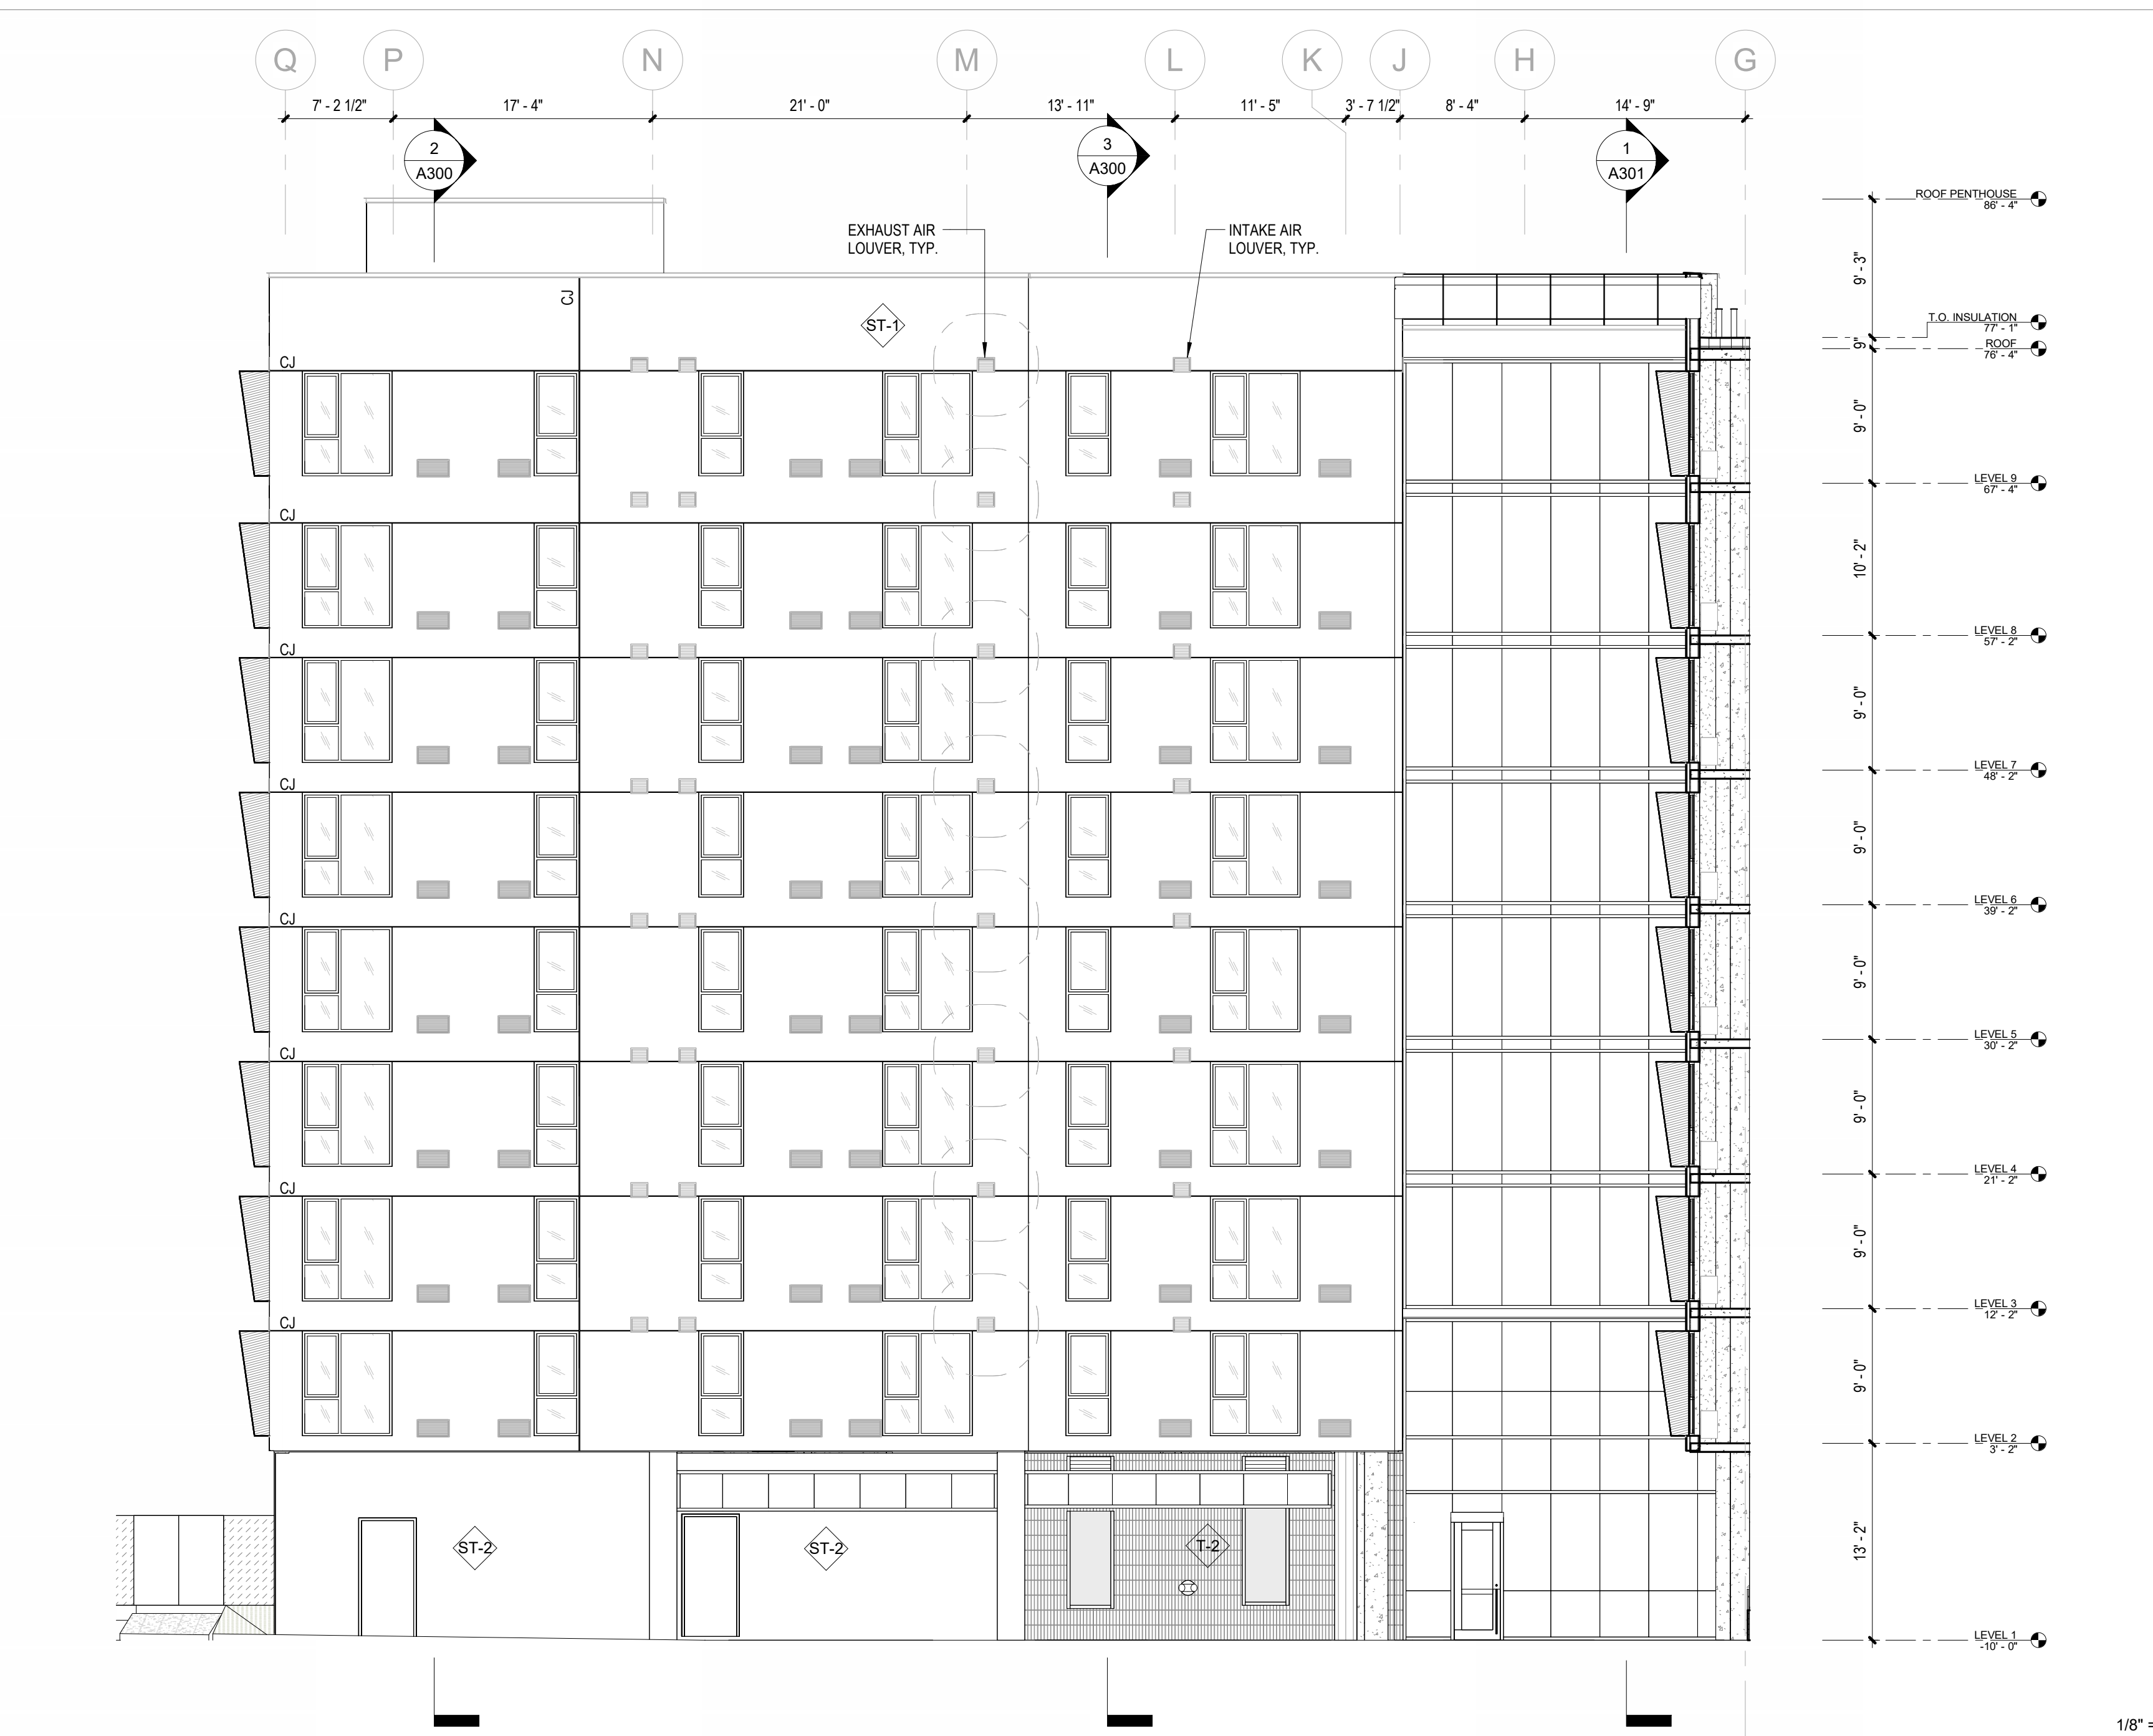 Q P N M L K J H G
7' - 2 1/2" 17' - 4" 21' - 0" 13' - 11" 11' - 5" 3' - 7 1/2" 8' - 4" 14' - 9"
2
A300
3
A300
1
A301
ROOF PENTHOUSE
86' - 4"
EXHAUST AIR
LOUVER, TYP.
INTAKE AIR
LOUVER, TYP.
9' - 3"
CJ
ST-1
T.O. INSULATION
77' - 1"
9"
ROOF
76' - 4"
CJ
9' - 0"
LEVEL 9
67' - 4"
CJ
10' - 2"
LEVEL 8
57' - 2"
CJ
9' - 0"
LEVEL 7
48' - 2"
CJ
9' - 0"
LEVEL 6
39' - 2"
CJ
9' - 0"
LEVEL 5
30' - 2"
CJ
9' - 0"
LEVEL 4
21' - 2"
CJ
9' - 0"
LEVEL 3
12' - 2"
CJ
9' - 0"
LEVEL 2
3' - 2"
ST-2
ST-2
T-2
13' - 2"
LEVEL 1
-10' - 0"
1/8" =